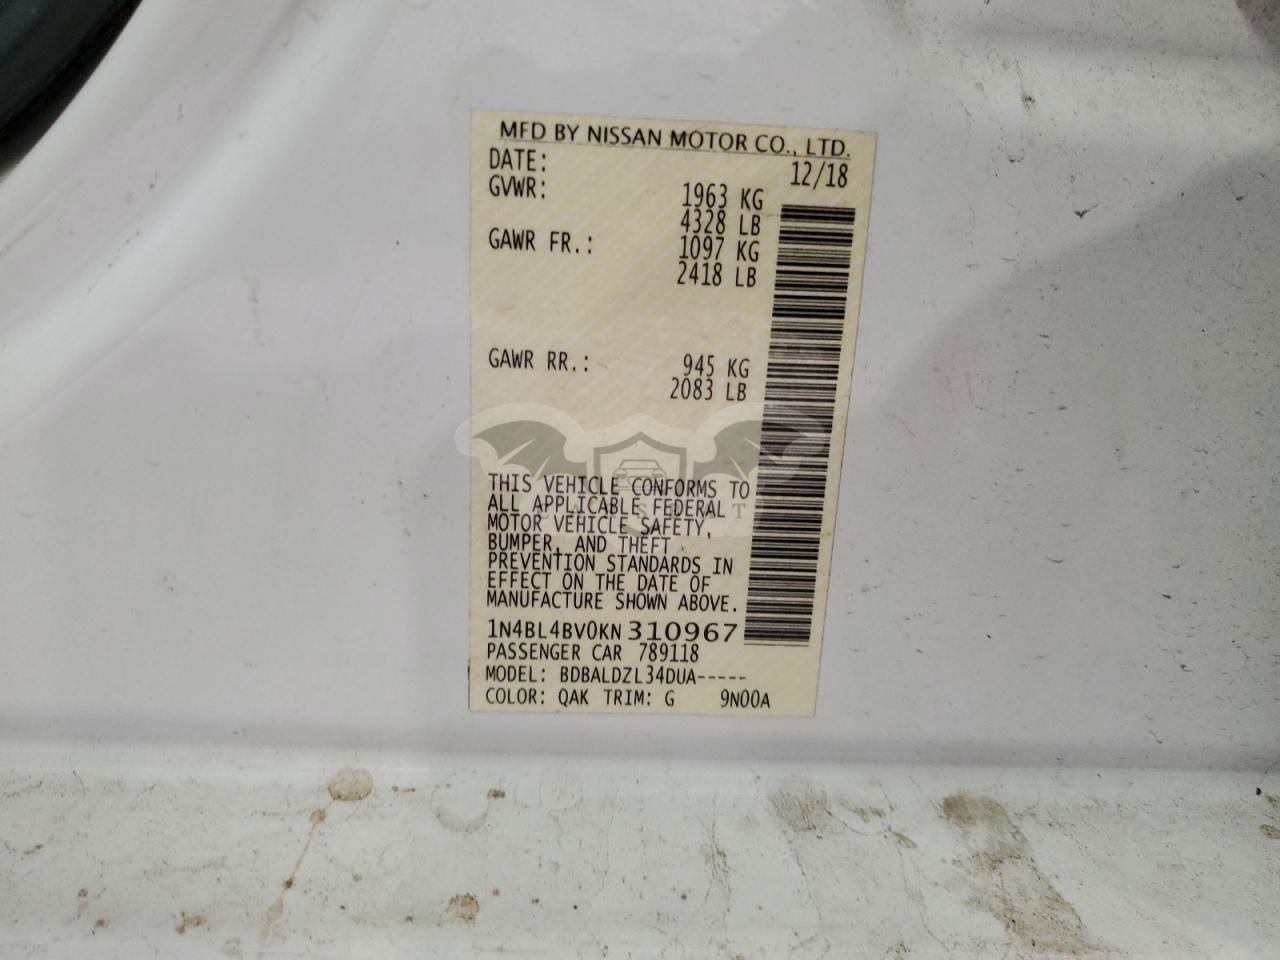 MFD BY NISSAN MOTOR CO., LTD.
DATE: 12/18
GVWR: 1963 KG
4328 LB
GAWR FR.: 1097 KG
2418 LB
GAWR RR.: 945 KG
2083 LB
THIS VEHICLE CONFORMS TO
ALL APPLICABLE FEDERAL
MOTOR VEHICLE SAFETY,
BUMPER, AND THEFT
PREVENTION STANDARDS IN
EFFECT ON THE DATE OF
MANUFACTURE SHOWN ABOVE.
1N4BL4BV0KN310967
PASSENGER CAR 789118
MODEL: BDBALDZL34DUA-----
COLOR: QAK TRIM: G 9N00A